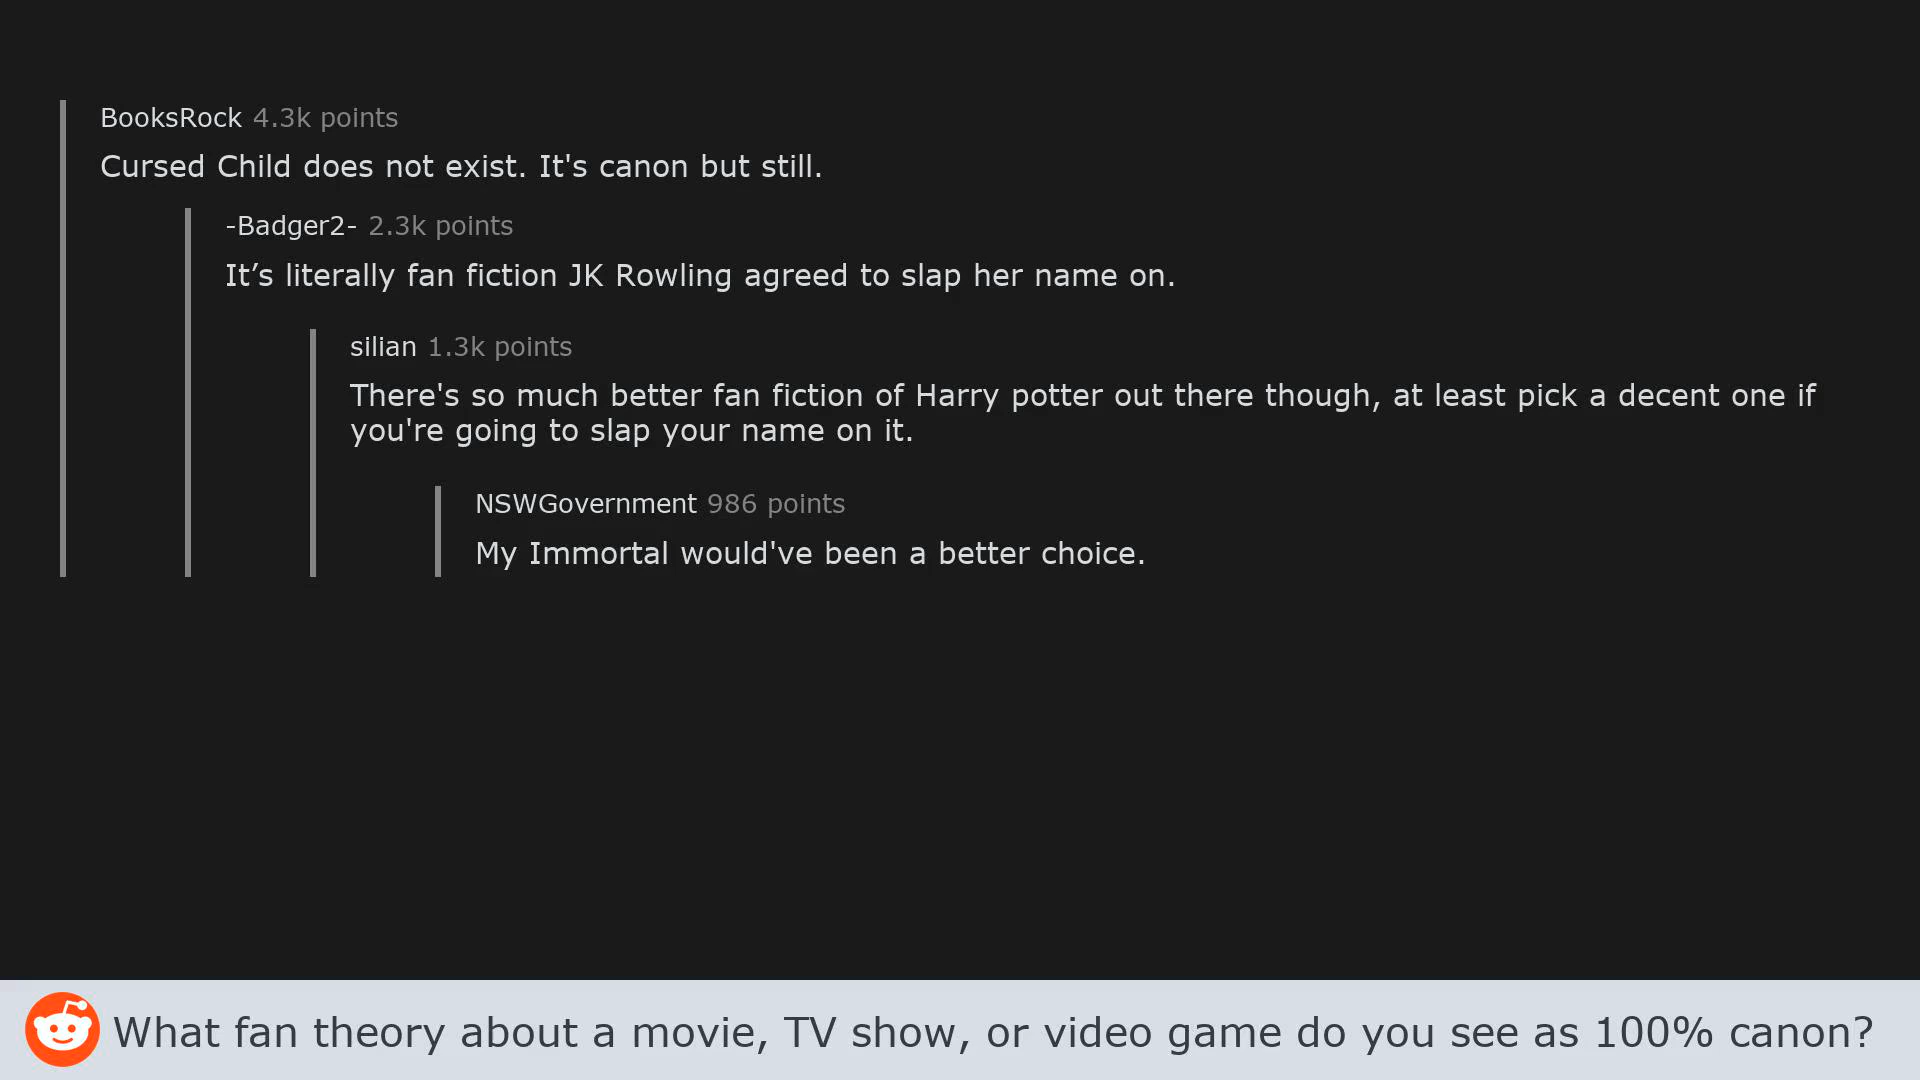 BooksRock 4.3k points
Cursed Child does not exist. It's canon but still.
-Badger2- 2.3k points
It’s literally fan fiction JK Rowling agreed to slap her name on.
silian 1.3k points
There's so much better fan fiction of Harry potter out there though, at least pick a decent one if
you're going to slap your name on it.
NSWGovernment 986 points
My Immortal would've been a better choice.
What fan theory about a movie, TV show, or video game do you see as 100% canon?